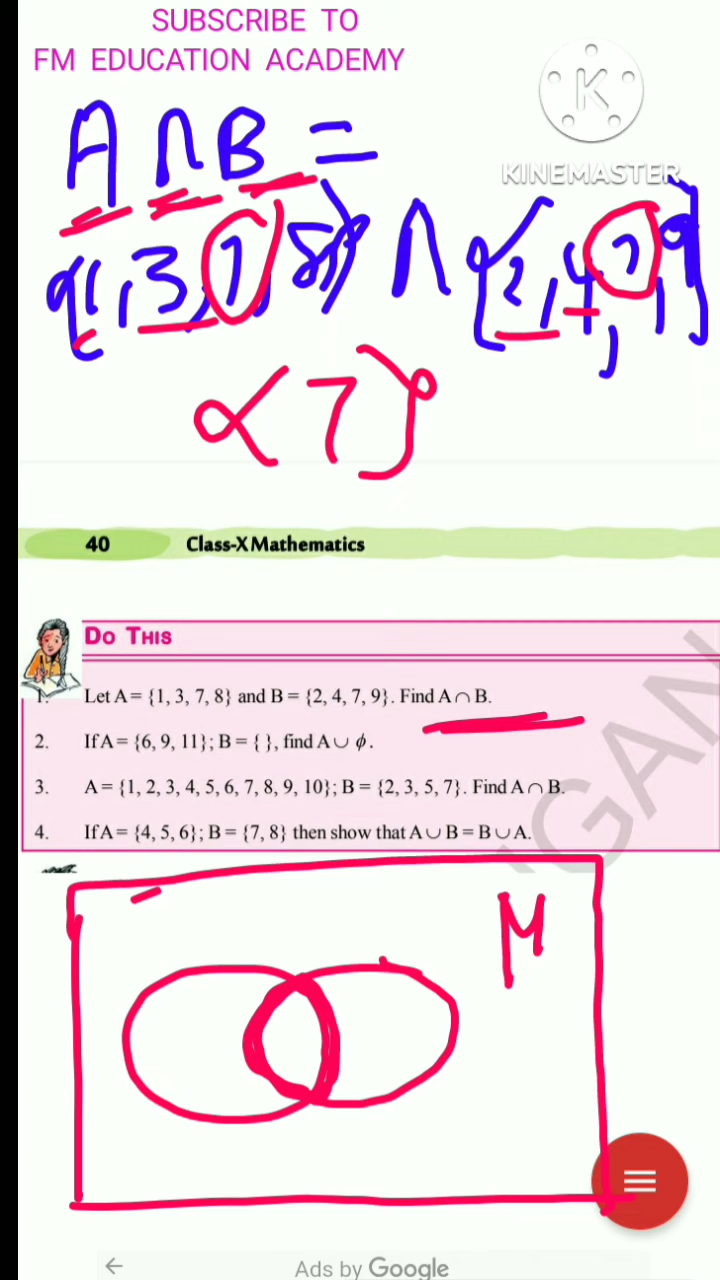 SUBSCRIBE TO
FM EDUCATION ACADEMY
K
KINEMASTER
A ∩ B =
{1, 3, 7, 8} ∩ {2, 4, 7, 9}
{7}
40 Class-X Mathematics
DO THIS
1. Let A = {1, 3, 7, 8} and B = {2, 4, 7, 9}. Find A ∩ B.
2. If A = {6, 9, 11}; B = { }, find A ∪ ϕ.
3. A = {1, 2, 3, 4, 5, 6, 7, 8, 9, 10}; B = {2, 3, 5, 7}. Find A ∩ B.
4. If A = {4, 5, 6}; B = {7, 8} then show that A ∪ B = B ∪ A.
GAN
Ads by Google